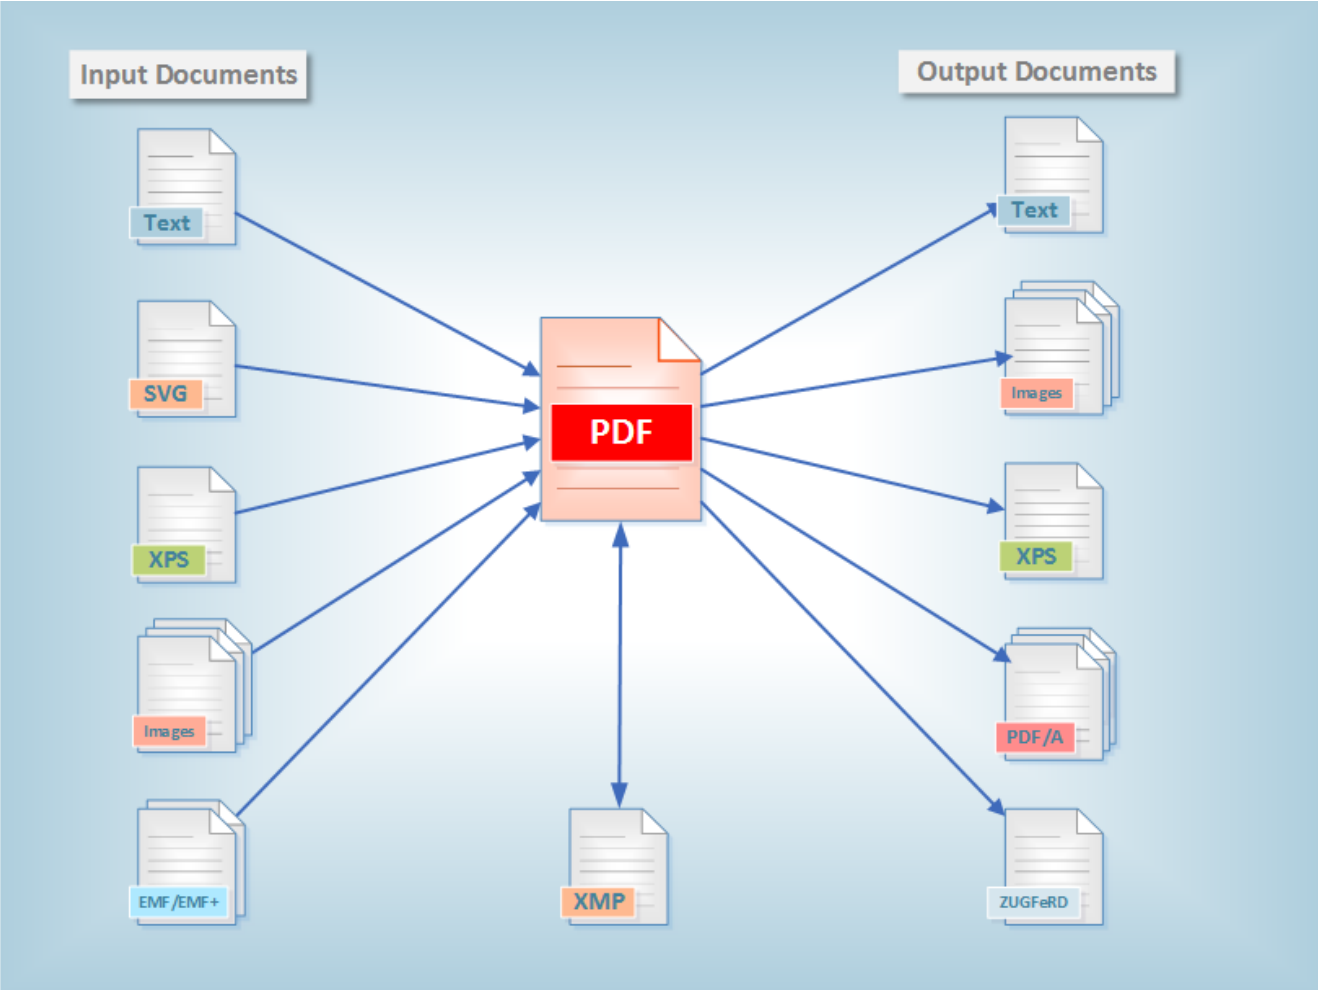 Input Documents
Output Documents
Text
SVG
XPS
Images
EMF/EMF+
PDF
XMP
Text
Images
XPS
PDF/A
ZUGFeRD